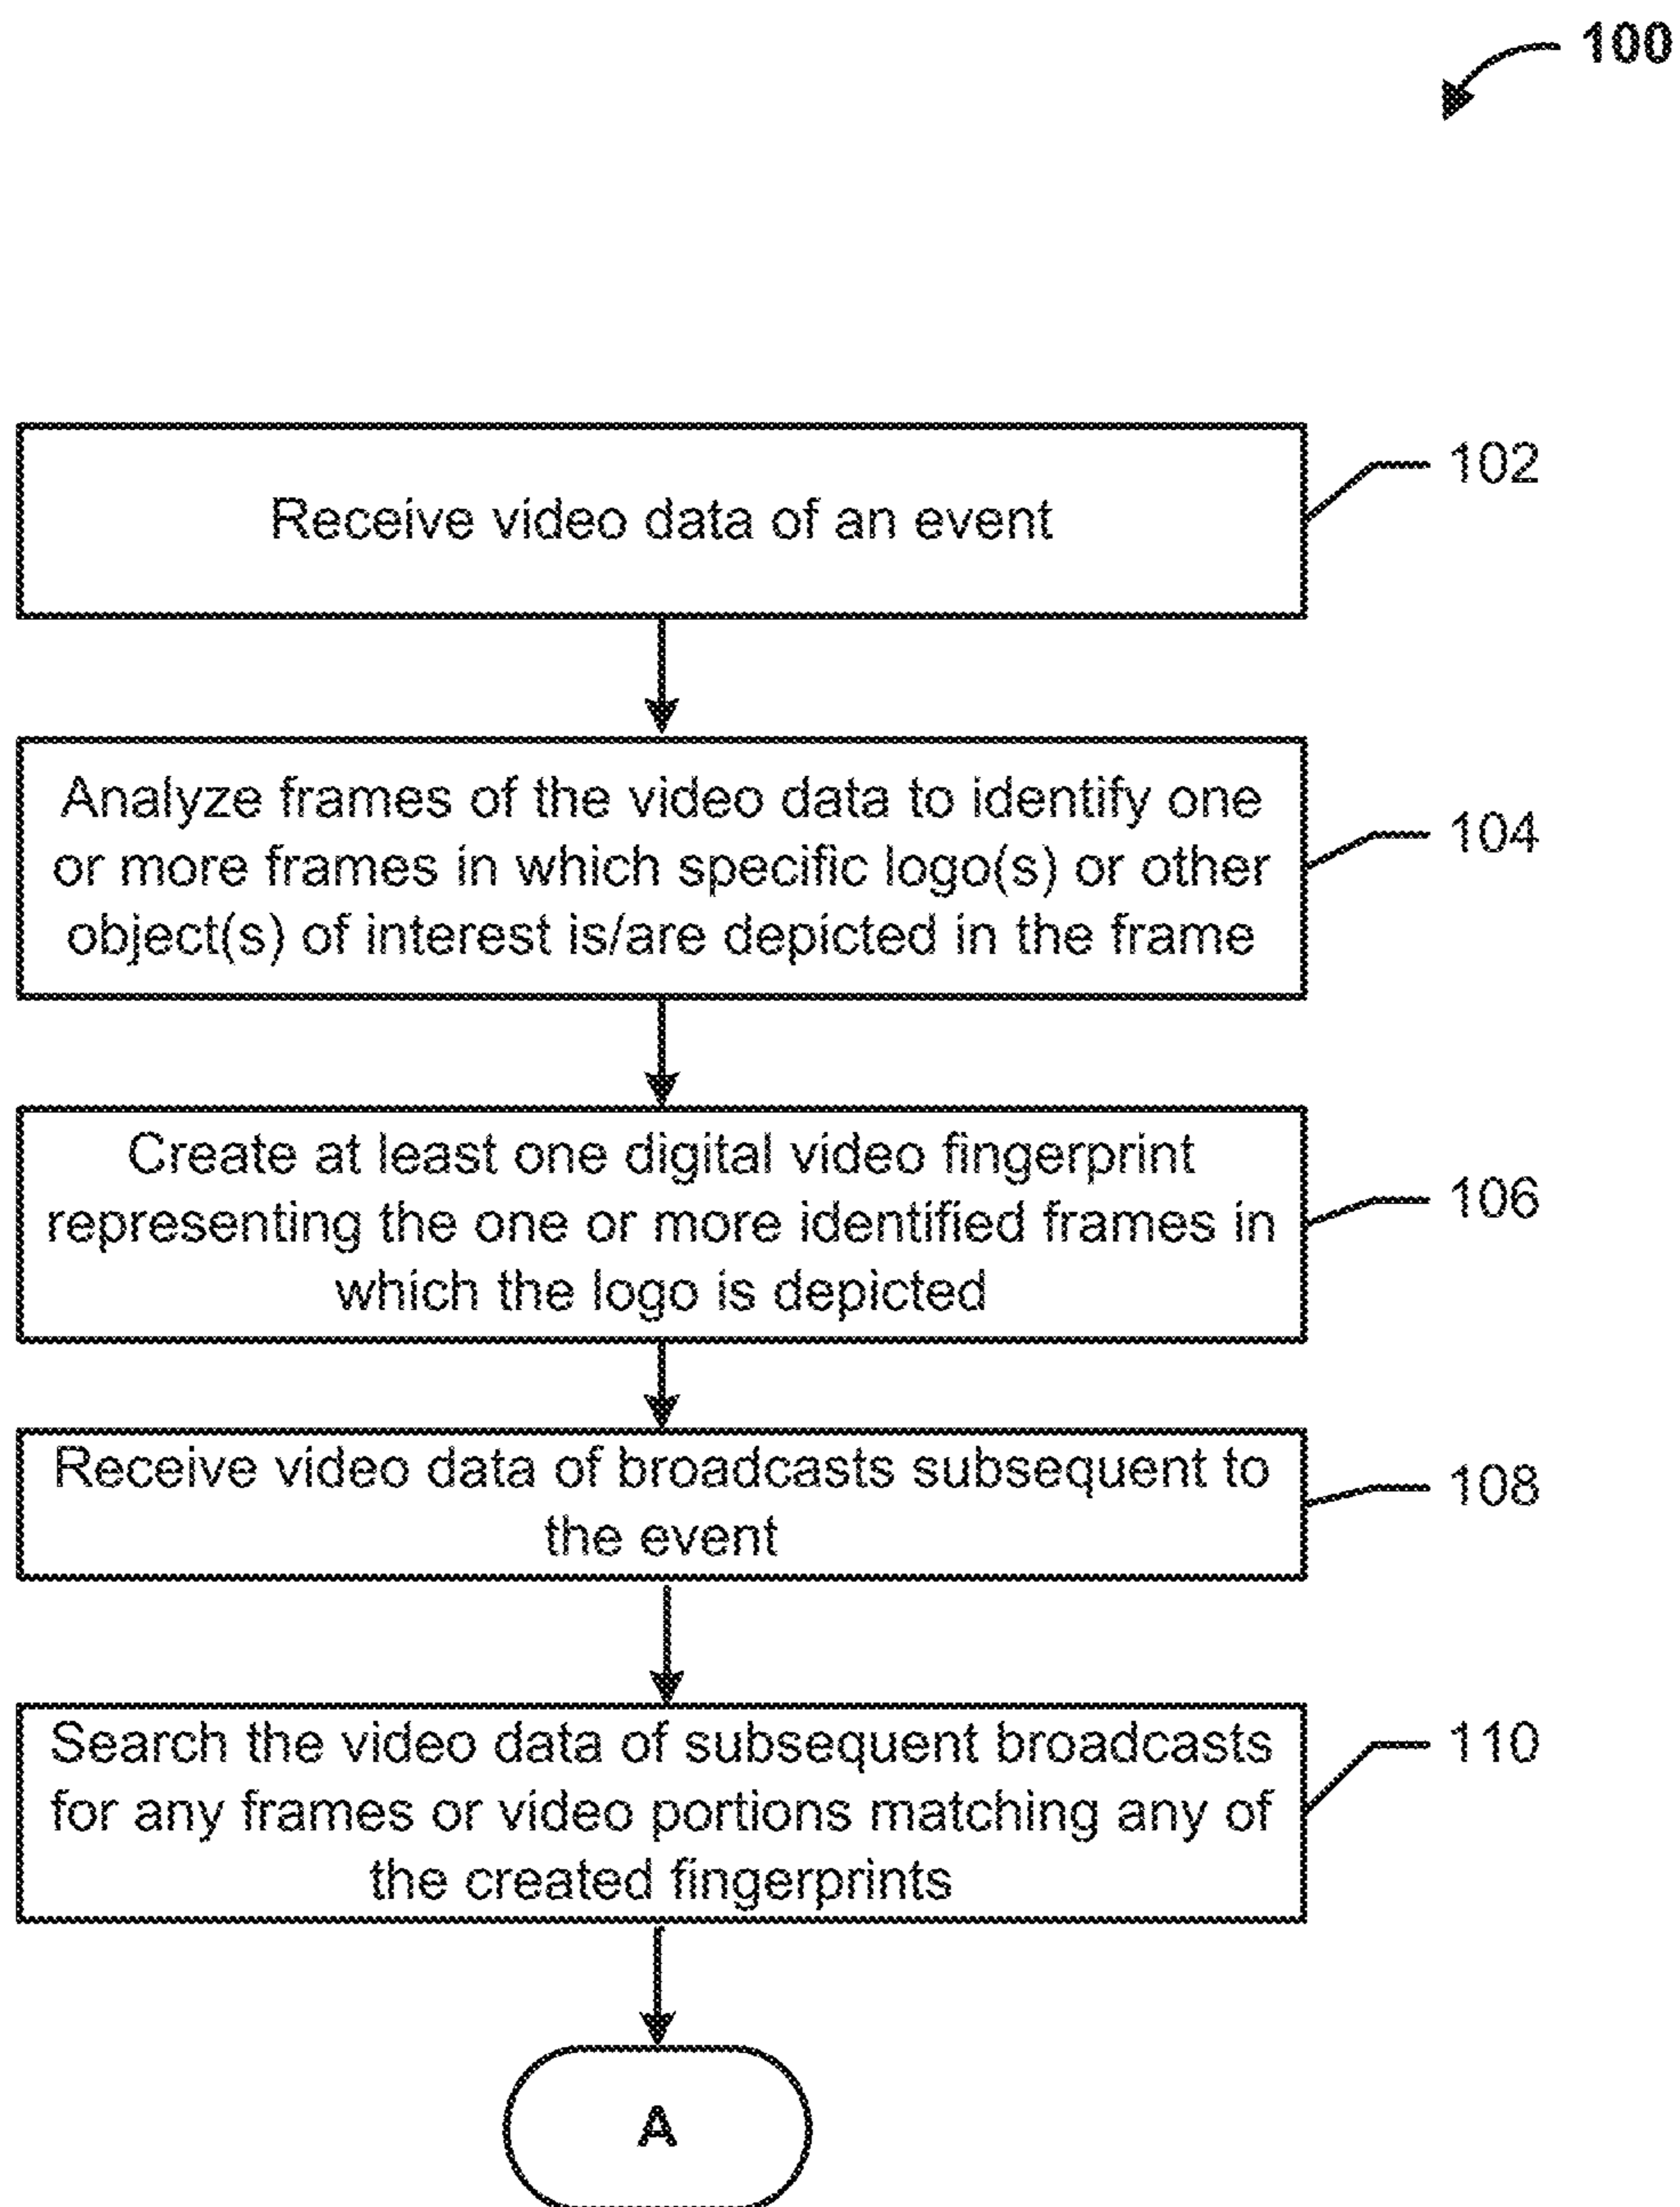 100
Receive video data of an event
102
Analyze frames of the video data to identify one
or more frames in which specific logo(s) or other
object(s) of interest is/are depicted in the frame
104
Create at least one digital video fingerprint
representing the one or more identified frames in
which the logo is depicted
106
Receive video data of broadcasts subsequent to
the event
108
Search the video data of subsequent broadcasts
for any frames or video portions matching any of
the created fingerprints
110
A